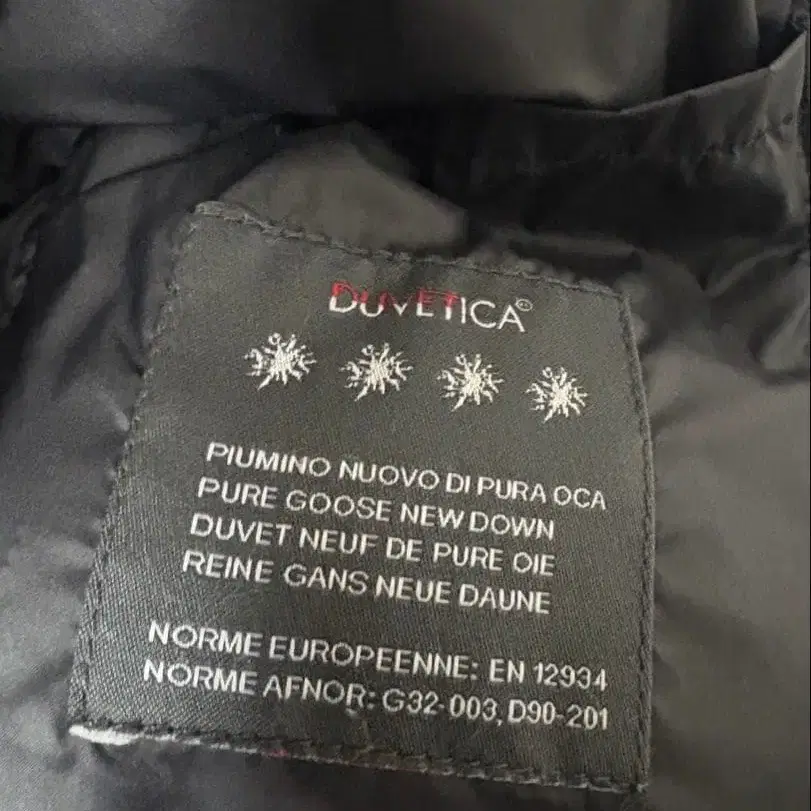 DUVETICA
PIUMINO NUOVO DI PURA OCA
PURE GOOSE NEW DOWN
DUVET NEUF DE PURE OIE
REINE GANS NEUE DAUNE
NORME EUROPEENNE: EN 12934
NORME AFNOR: G32-003, D90-201